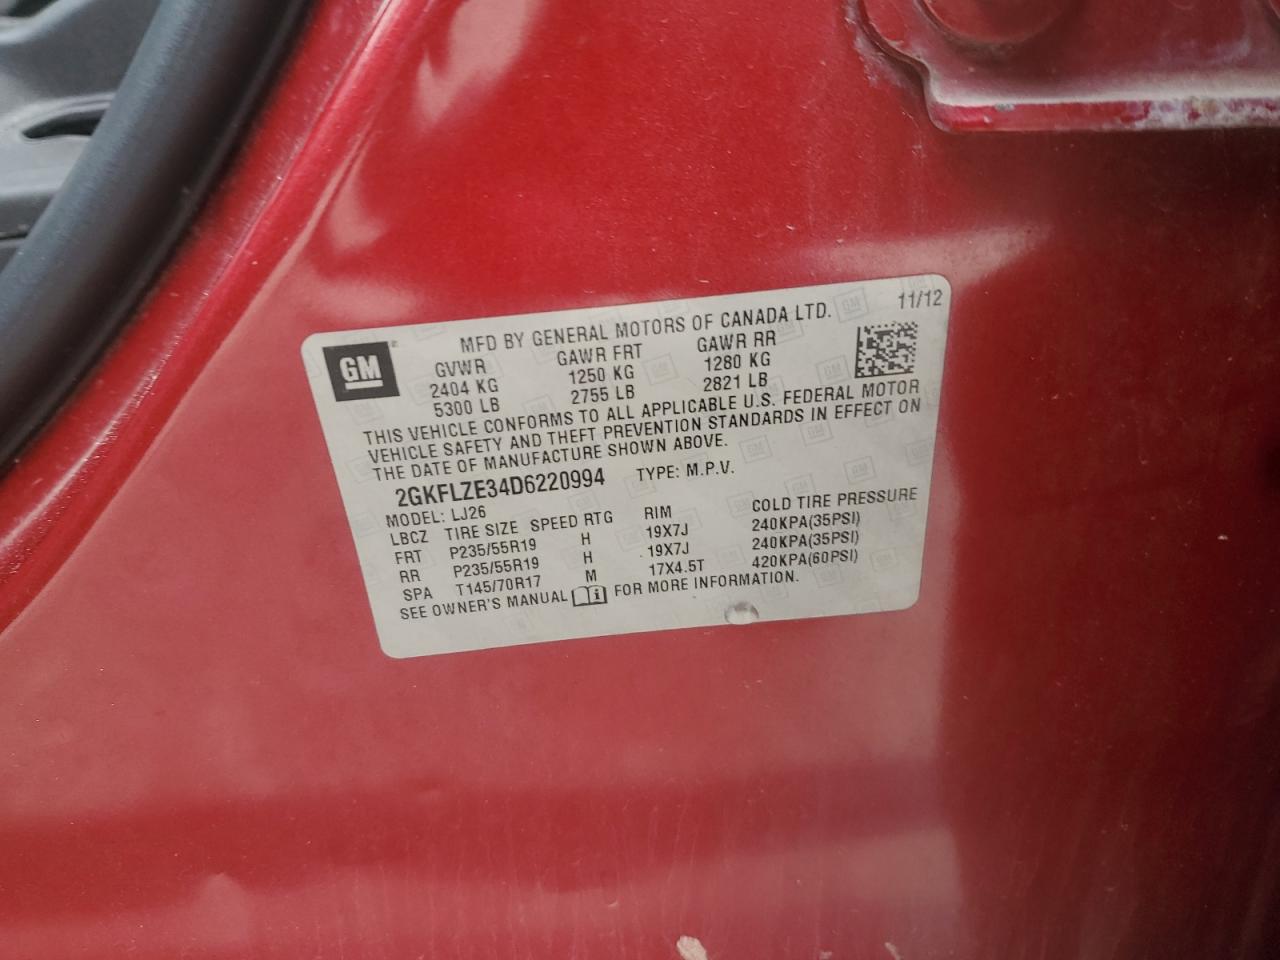 11/12
GM
MFD BY GENERAL MOTORS OF CANADA LTD.
GVWR GAWR FRT GAWR RR
2404 KG 1250 KG 1280 KG
5300 LB 2755 LB 2821 LB
THIS VEHICLE CONFORMS TO ALL APPLICABLE U.S. FEDERAL MOTOR
VEHICLE SAFETY AND THEFT PREVENTION STANDARDS IN EFFECT ON
THE DATE OF MANUFACTURE SHOWN ABOVE.
2GKFLZE34D6220994 TYPE: M.P.V.
MODEL: LJ26
LBCZ TIRE SIZE SPEED RTG RIM COLD TIRE PRESSURE
FRT P235/55R19 H 19X7J 240KPA(35PSI)
RR P235/55R19 H 19X7J 240KPA(35PSI)
SPA T145/70R17 M 17X4.5T 420KPA(60PSI)
SEE OWNER'S MANUAL FOR MORE INFORMATION.